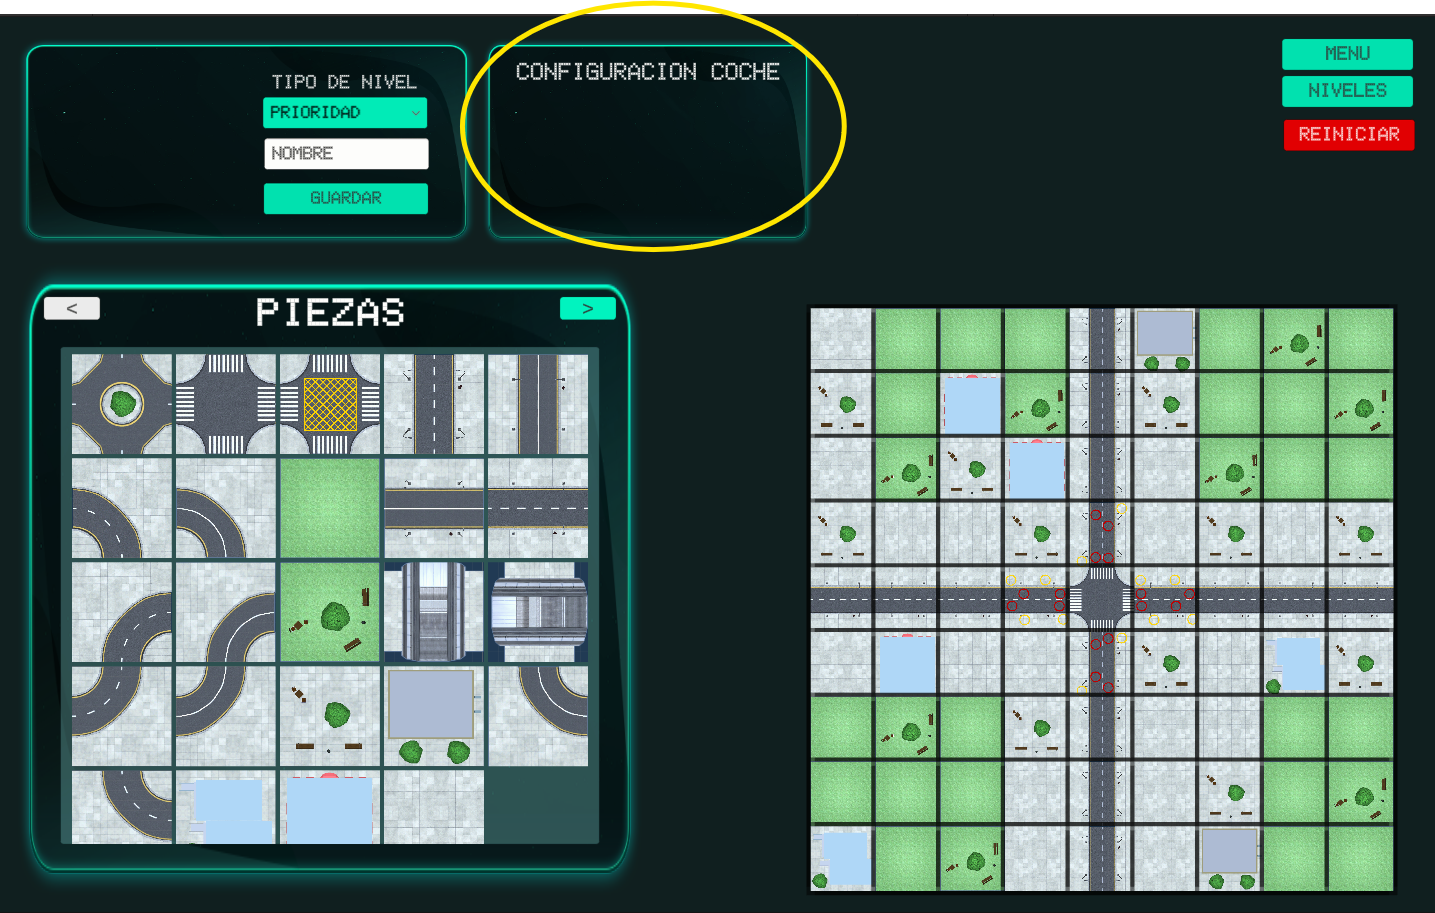 TIPO DE NIVEL
PRIORIDAD
NOMBRE
GUARDAR
CONFIGURACION COCHE
MENU
NIVELES
REINICIAR
< PIEZAS >